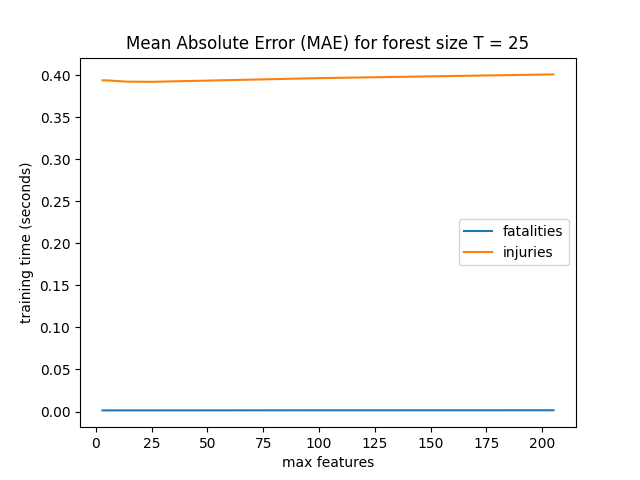 Mean Absolute Error (MAE) for forest size T = 25
0.40
0.35
0.30
0.25
0.20
0.15
0.10
0.05
0.00
training time (seconds)
fatalities
injuries
0 25 50 75 100 125 150 175 200
max features